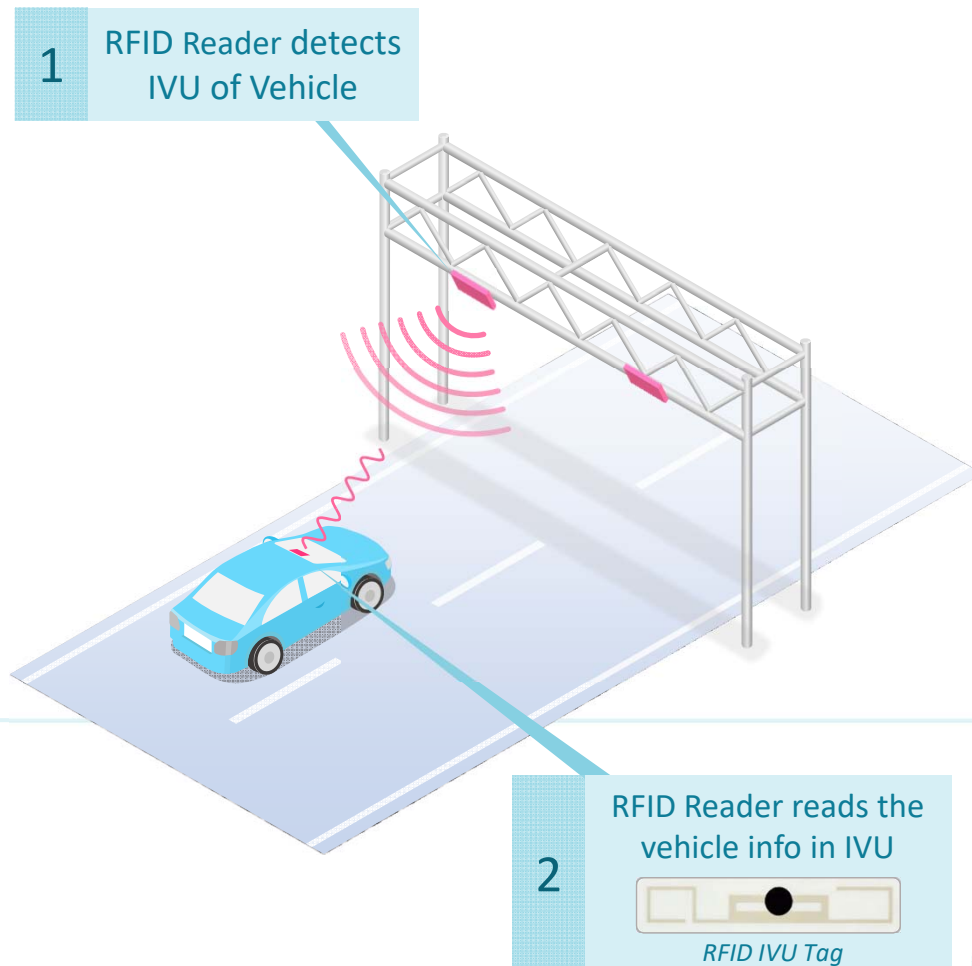 1
RFID Reader detects
IVU of Vehicle
2
RFID Reader reads the
vehicle info in IVU
RFID IVU Tag